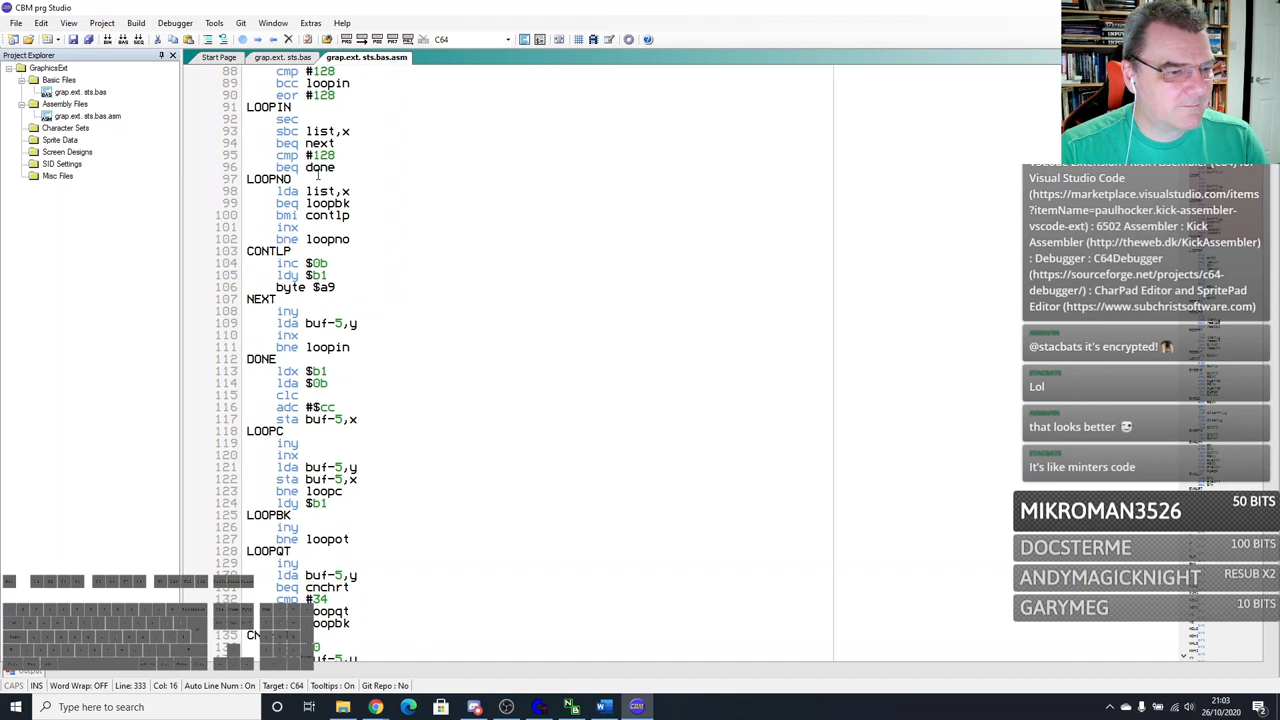 CBM prg Studio
File Edit View Project Build Debugger Tools Git Window Extras Help
C64
Project Explorer
GraphicsExt
Basic Files
grap.ext. sts.bas
Assembly Files
grap.ext. sts.bas.asm
Character Sets
Sprite Data
Screen Designs
SID Settings
Misc Files
Start Page grap.ext. sts.bas grap.ext. sts.bas.asm
88 cmp #128
89 bcc loopin
90 eor #128
91 LOOPIN
92 sec
93 sbc list,x
94 beq next
95 cmp #128
96 beq done
97 LOOPNO
98 lda list,x
99 beq loopbk
100 bmi contlp
101 inx
102 bne loopno
103 CONTLP
104 inc $0b
105 ldy $b1
106 byte $a9
107 NEXT
108 iny
109 lda buf-5,y
110 inx
111 bne loopin
112 DONE
113 ldx $b1
114 lda $0b
115 clc
116 adc #$cc
117 sta buf-5,x
118 LOOPC
119 iny
120 inx
121 lda buf-5,y
122 sta buf-5,x
123 bne loopc
124 ldy $b1
125 LOOPBK
126 iny
127 bne loopot
128 LOOPQT
129 iny
lda buf-5,y
beq cnchrt
132 cmp #34
loopqt
loopbk
135
buf-5,y
Visual Studio Code
(https://marketplace.visualstudio.com/items
?itemName=paulhocker.kick-assembler-
vscode-ext) : 6502 Assembler : Kick
Assembler (http://theweb.dk/KickAssembler)
: Debugger : C64Debugger
(https://sourceforge.net/projects/c64-
debugger/) : CharPad Editor and SpritePad
Editor (https://www.subchristsoftware.com)
@stacbats it's encrypted!
STACBATS
Lol
that looks better
STACBATS
It's like minters code
MIKROMAN3526 50 BITS
DOCSTERME 100 BITS
ANDYMAGICKNIGHT RESUB X2
GARYMEG 10 BITS
Output
CAPS INS Word Wrap: OFF Line: 333 Col: 16 Auto Line Num : On Target : C64 Tooltips : On Git Repo : No
Type here to search
21:03
26/10/2020
2